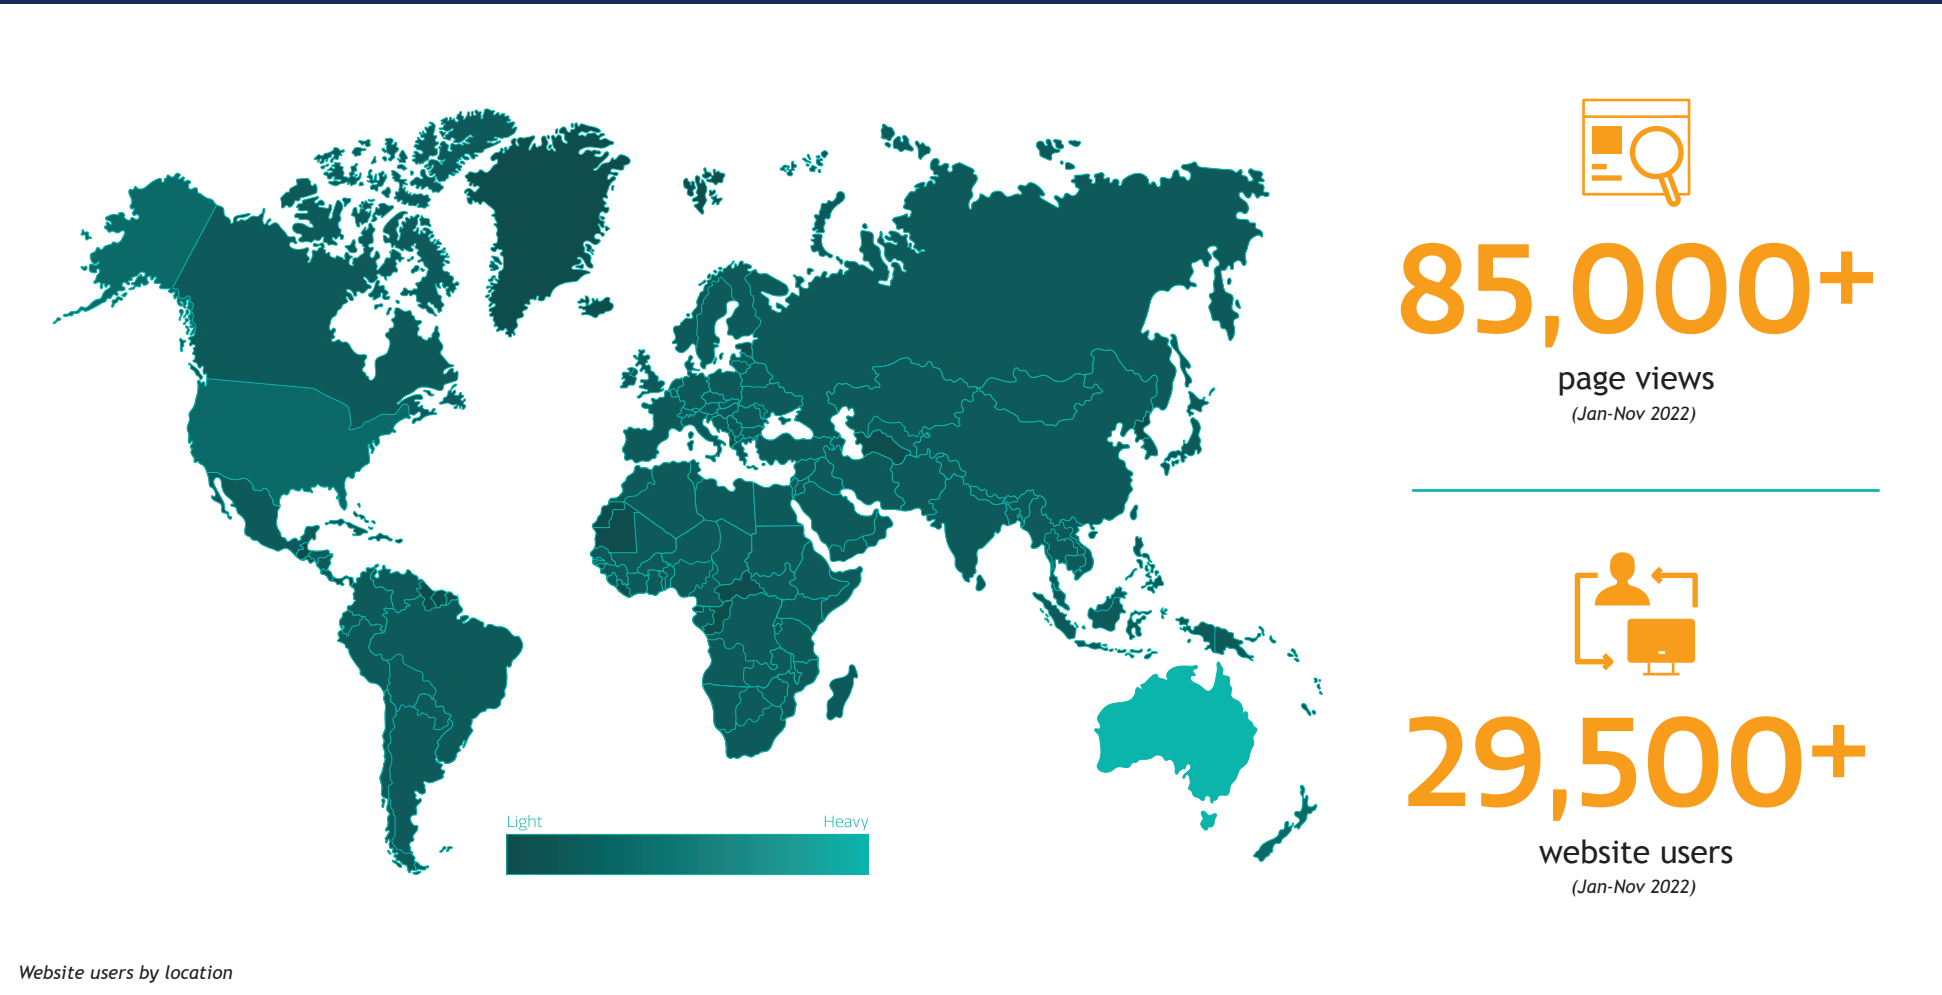 85,000+
page views
(Jan-Nov 2022)
29,500+
website users
(Jan-Nov 2022)
Light
Heavy
Website users by location